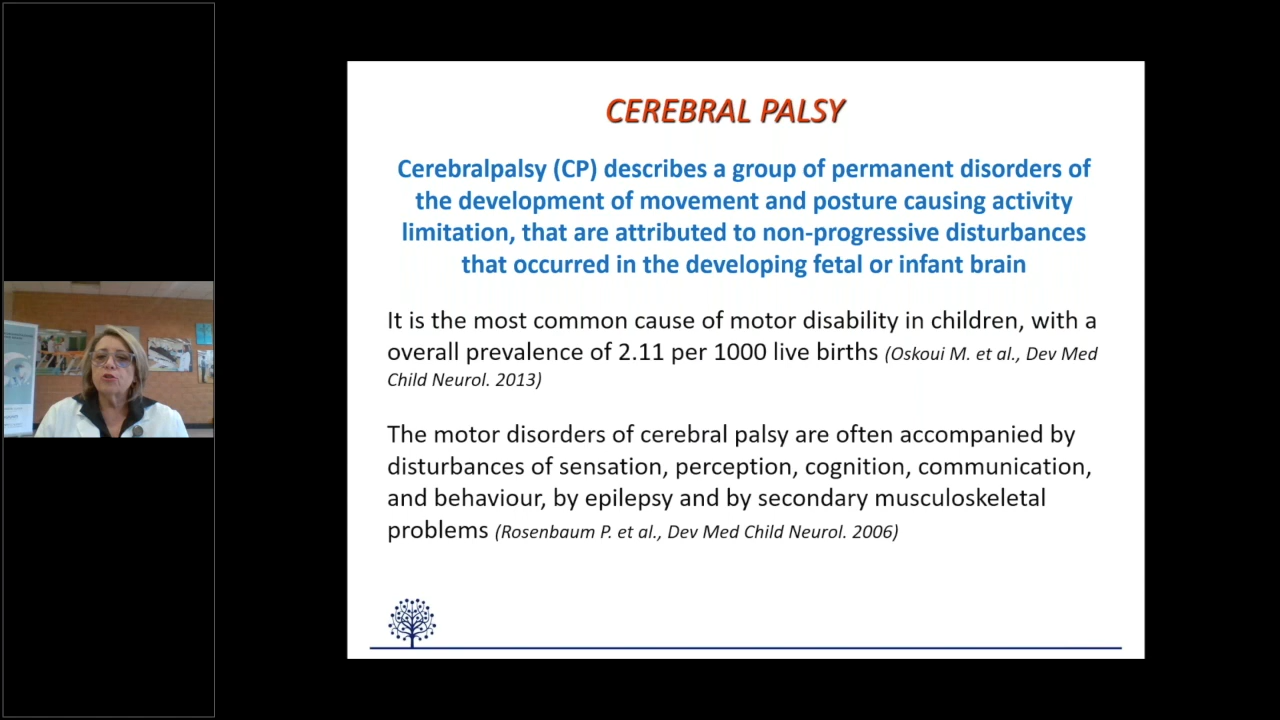 CEREBRAL PALSY
Cerebralpalsy (CP) describes a group of permanent disorders of
the development of movement and posture causing activity
limitation, that are attributed to non-progressive disturbances
that occurred in the developing fetal or infant brain
It is the most common cause of motor disability in children, with a
overall prevalence of 2.11 per 1000 live births (Oskoui M. et al., Dev Med
Child Neurol. 2013)
The motor disorders of cerebral palsy are often accompanied by
disturbances of sensation, perception, cognition, communication,
and behaviour, by epilepsy and by secondary musculoskeletal
problems (Rosenbaum P. et al., Dev Med Child Neurol. 2006)